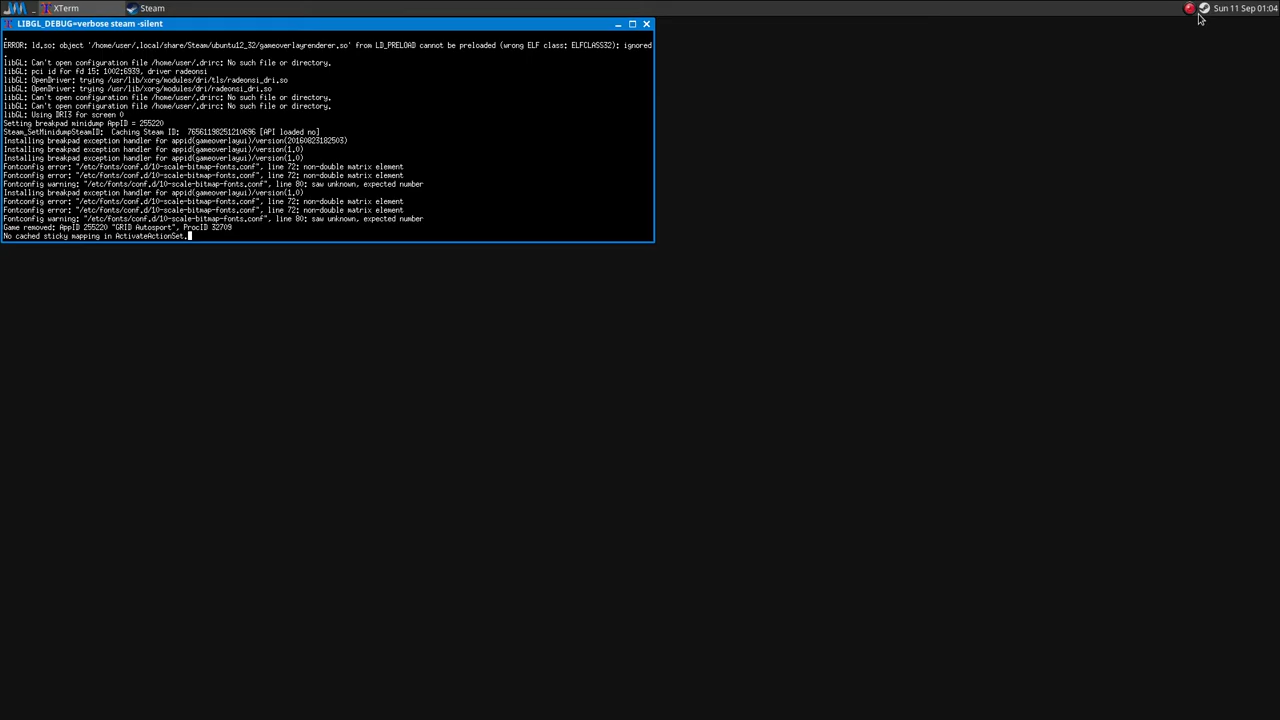 XTerm
Steam
Sun 11 Sep 01:04
LIBGL_DEBUG=verbose steam -silent
.
ERROR: ld.so: object '/home/user/.local/share/Steam/ubuntu12_32/gameoverlayrenderer.so' from LD_PRELOAD cannot be preloaded (wrong ELF class: ELFCLASS32): ignored
.
libGL: Can't open configuration file /home/user/.drirc: No such file or directory.
libGL: pci id for fd 15: 1002:6939, driver radeonsi
libGL: OpenDriver: trying /usr/lib/xorg/modules/dri/tls/radeonsi_dri.so
libGL: OpenDriver: trying /usr/lib/xorg/modules/dri/radeonsi_dri.so
libGL: Can't open configuration file /home/user/.drirc: No such file or directory.
libGL: Can't open configuration file /home/user/.drirc: No such file or directory.
libGL: Using DRI3 for screen 0
Setting breakpad minidump AppID = 255220
Steam_SetMinidumpSteamID:  Caching Steam ID:  76561198251210696 [API loaded no]
Installing breakpad exception handler for appid(gameoverlayui)/version(20160823182503)
Installing breakpad exception handler for appid(gameoverlayui)/version(1.0)
Installing breakpad exception handler for appid(gameoverlayui)/version(1.0)
Fontconfig error: "/etc/fonts/conf.d/10-scale-bitmap-fonts.conf", line 72: non-double matrix element
Fontconfig error: "/etc/fonts/conf.d/10-scale-bitmap-fonts.conf", line 72: non-double matrix element
Fontconfig warning: "/etc/fonts/conf.d/10-scale-bitmap-fonts.conf", line 80: saw unknown, expected number
Installing breakpad exception handler for appid(gameoverlayui)/version(1.0)
Fontconfig error: "/etc/fonts/conf.d/10-scale-bitmap-fonts.conf", line 72: non-double matrix element
Fontconfig error: "/etc/fonts/conf.d/10-scale-bitmap-fonts.conf", line 72: non-double matrix element
Fontconfig warning: "/etc/fonts/conf.d/10-scale-bitmap-fonts.conf", line 80: saw unknown, expected number
Game removed: AppID 255220 "GRID Autosport", ProcID 32709
No cached sticky mapping in ActivateActionSet.